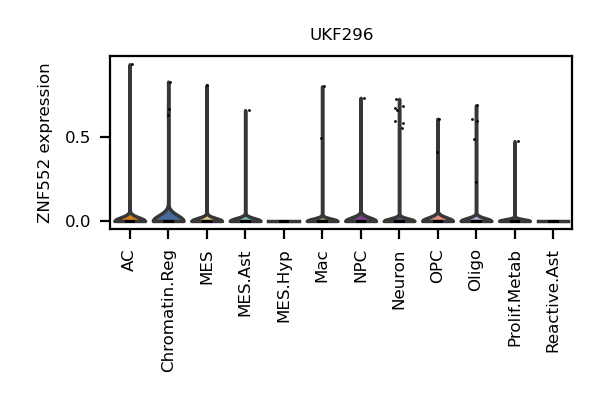 UKF296
ZNF552 expression
0.5
0.0
AC
Chromatin.Reg
MES
MES.Ast
MES.Hyp
Mac
NPC
Neuron
OPC
Oligo
Prolif.Metab
Reactive.Ast